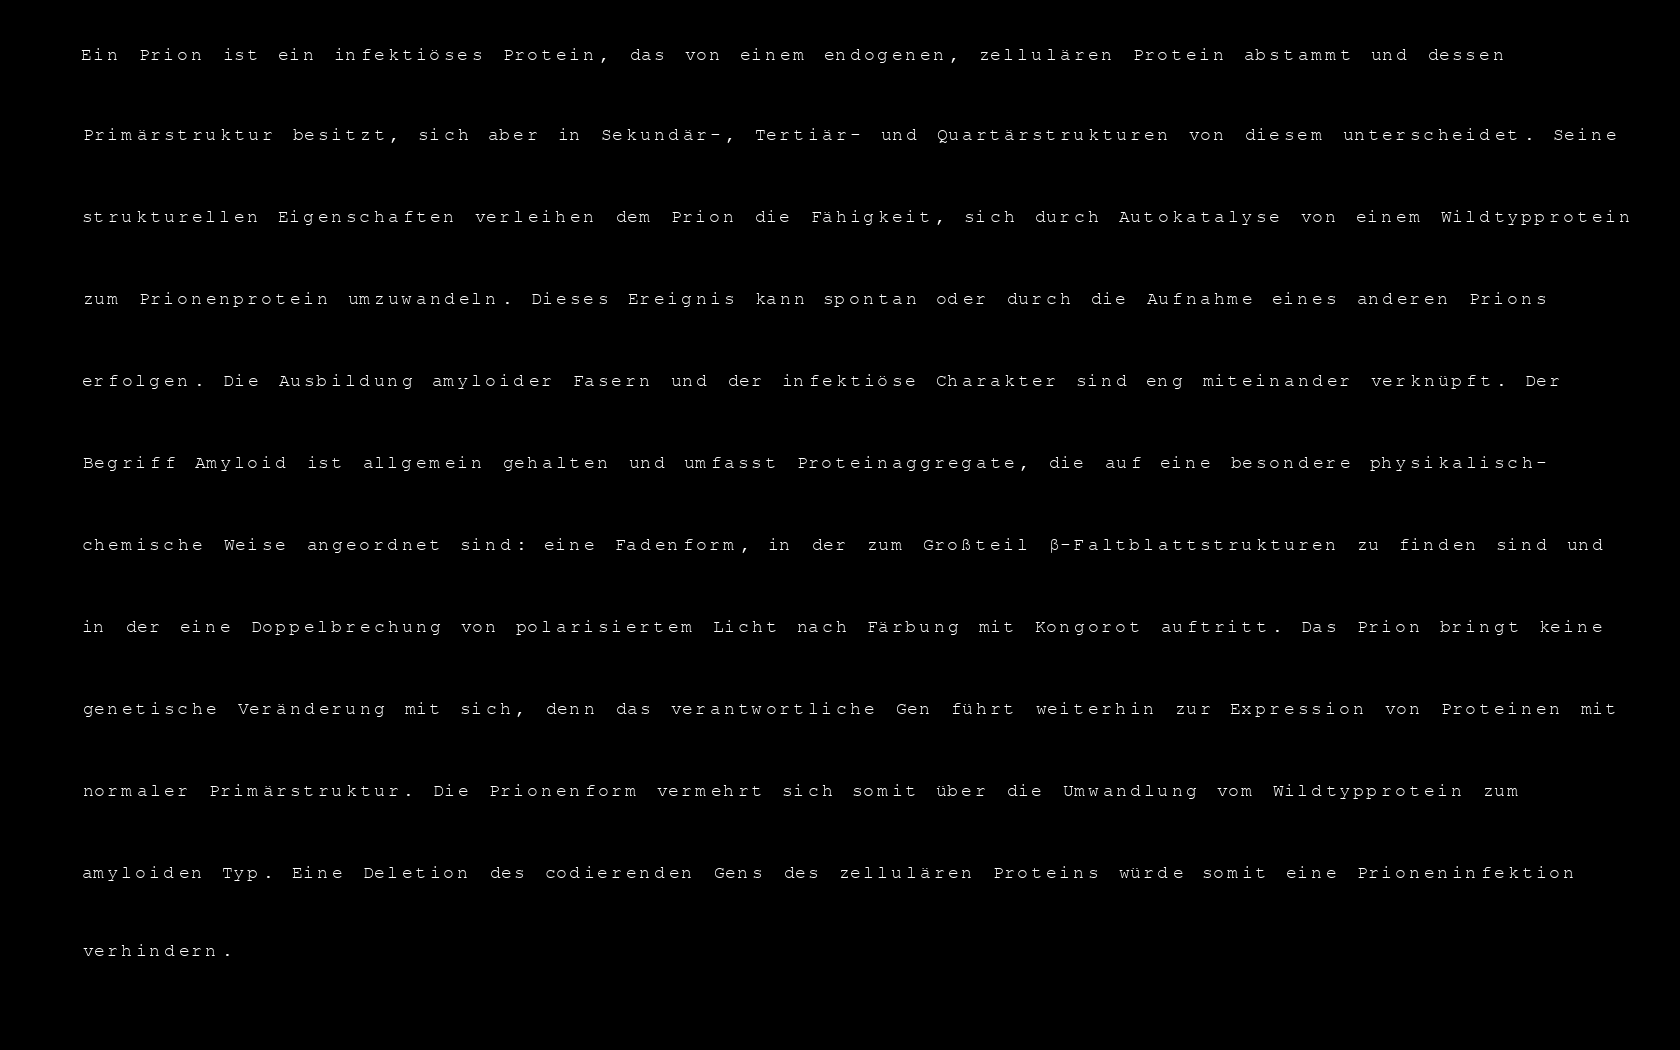 Ein Prion ist ein infektiöses Protein, das von einem endogenen, zellulären Protein abstammt und dessen
Primärstruktur besitzt, sich aber in Sekundär-, Tertiär- und Quartärstrukturen von diesem unterscheidet. Seine
strukturellen Eigenschaften verleihen dem Prion die Fähigkeit, sich durch Autokatalyse von einem Wildtypprotein
zum Prionenprotein umzuwandeln. Dieses Ereignis kann spontan oder durch die Aufnahme eines anderen Prions
erfolgen. Die Ausbildung amyloider Fasern und der infektiöse Charakter sind eng miteinander verknüpft. Der
Begriff Amyloid ist allgemein gehalten und umfasst Proteinaggregate, die auf eine besondere physikalisch-
chemische Weise angeordnet sind: eine Fadenform, in der zum Großteil β-Faltblattstrukturen zu finden sind und
in der eine Doppelbrechung von polarisiertem Licht nach Färbung mit Kongorot auftritt. Das Prion bringt keine
genetische Veränderung mit sich, denn das verantwortliche Gen führt weiterhin zur Expression von Proteinen mit
normaler Primärstruktur. Die Prionenform vermehrt sich somit über die Umwandlung vom Wildtypprotein zum
amyloiden Typ. Eine Deletion des codierenden Gens des zellulären Proteins würde somit eine Prioneninfektion
verhindern.